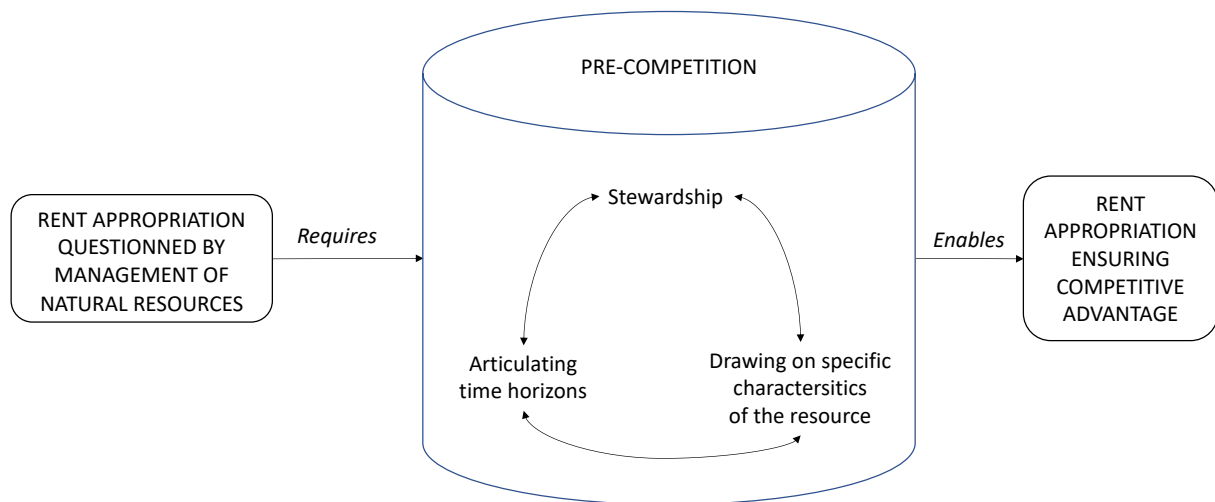 PRE-COMPETITION
Stewardship
RENT APPROPRIATION
QUESTIONNED BY
MANAGEMENT OF
NATURAL RESOURCES
Requires
Enables
RENT
APPROPRIATION
ENSURING
COMPETITIVE
ADVANTAGE
Articulating
time horizons
Drawing on specific
charactersitics
of the resource